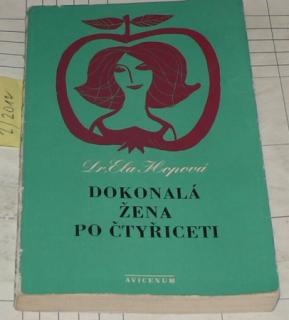 Dr. Ela Hopová
DOKONALÁ
ŽENA
PO ČTYŘICETI
AVICENUM